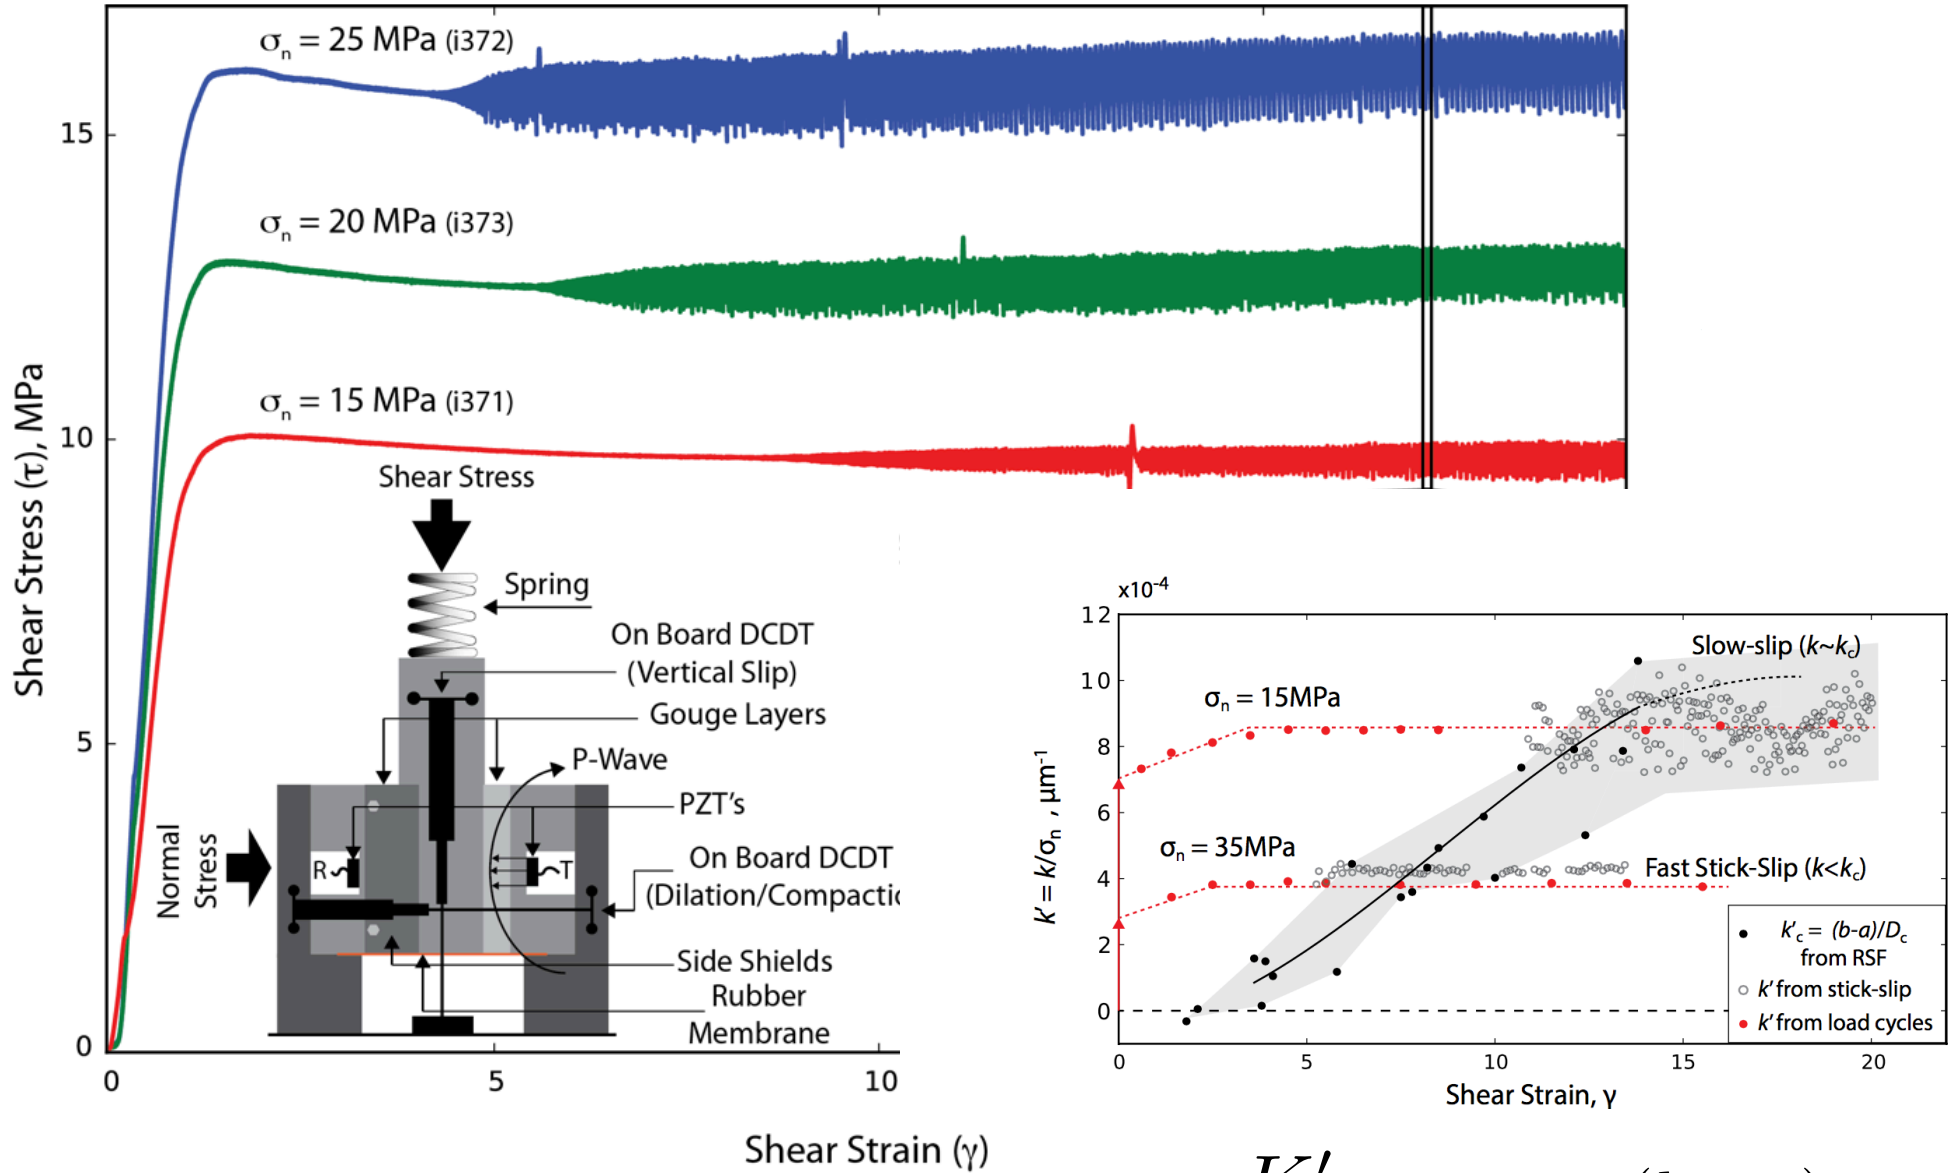 σn = 25 MPa (i372)
15
σn = 20 MPa (i373)
σn = 15 MPa (i371)
10
Shear Stress (τ), MPa
5
0
0
5
10
Shear Strain (γ)
Shear Stress
Spring
On Board DCDT
(Vertical Slip)
Gouge Layers
P-Wave
PZT's
Normal
Stress
R
T
On Board DCDT
(Dilation/Compactic
Side Shields
Rubber
Membrane
x10-4
12
10
8
6
4
2
0
k' = k/σn , μm-1
Slow-slip (k~kc)
σn = 15MPa
σn = 35MPa
Fast Stick-Slip (k<kc)
k'c = (b-a)/Dc
from RSF
k' from stick-slip
k' from load cycles
0
5
10
15
20
Shear Strain, γ
K'